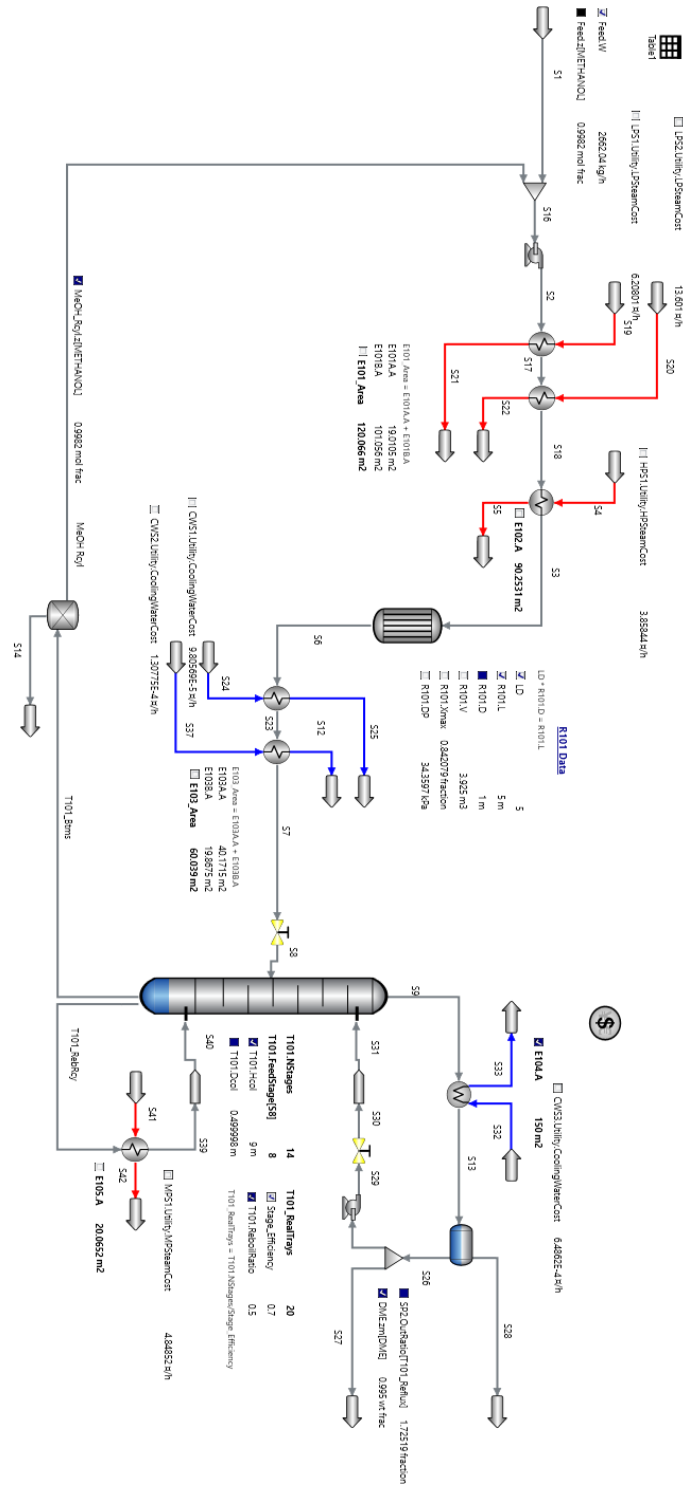 Table1
LPS2.Utility.LPSteamCost 13.601 ¤/h
LPS1.Utility.LPSteamCost 6.20801 ¤/h
Feed.W 2662.04 kg/h
Feed.z[METHANOL] 0.9982 mol frac
S1
S16
S2
S19
S20
S17
S21
S22
S18
HPS1.Utility.HPSteamCost 3.85844 ¤/h
S4
S5
S3
E101_Area = E101A.A + E101B.A
E101A.A 19.0105 m2
E101B.A 101.056 m2
E101_Area 120.066 m2
E102.A 90.2531 m2
MeOH_Rcyl.z[METHANOL] 0.9982 mol frac
MeOH Rcyl
S14
T101_Btms
R101 Data
LD * R101.D = R101.L
LD 5
R101.L 5 m
R101.D 1 m
R101.V 3.925 m3
R101.Xmax 0.842079 fraction
R101.DP 34.3597 kPa
S6
CWS1.Utility.CoolingWaterCost 9.80569E-5 ¤/h
CWS2.Utility.CoolingWaterCost 1.30775E-4 ¤/h
S24
S25
S23
S12
S37
E103_Area = E103A.A + E103B.A
E103A.A 40.1715 m2
E103B.A 19.8675 m2
E103_Area 60.039 m2
S7
S8
S9
$
E104.A 150 m2
CWS3.Utility.CoolingWaterCost 6.4862E-4 ¤/h
S33
S32
S13
S28
S26
S27
SP2.OutRatio[T101_Reflux] 1.72519 fraction
DME.zm[DME] 0.995 wt frac
S31
S30
S29
T101.NStages 14
T101.FeedStage[S8] 8
T101.Hcol 9 m
T101.Dcol 0.499998 m
T101_RealTrays 20
Stage_Efficiency 0.7
T101.ReboilRatio 0.5
T101_RealTrays = T101.NStages/Stage_Efficiency
S40
S39
T101_RebRcy
S41
S42
MPS1.Utility.MPSteamCost 4.84852 ¤/h
E105.A 20.0652 m2